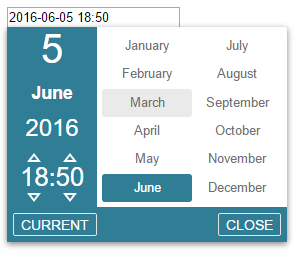 2016-06-05 18:50
5
June
2016
18:50
January July
February August
March September
April October
May November
June December
CURRENT CLOSE